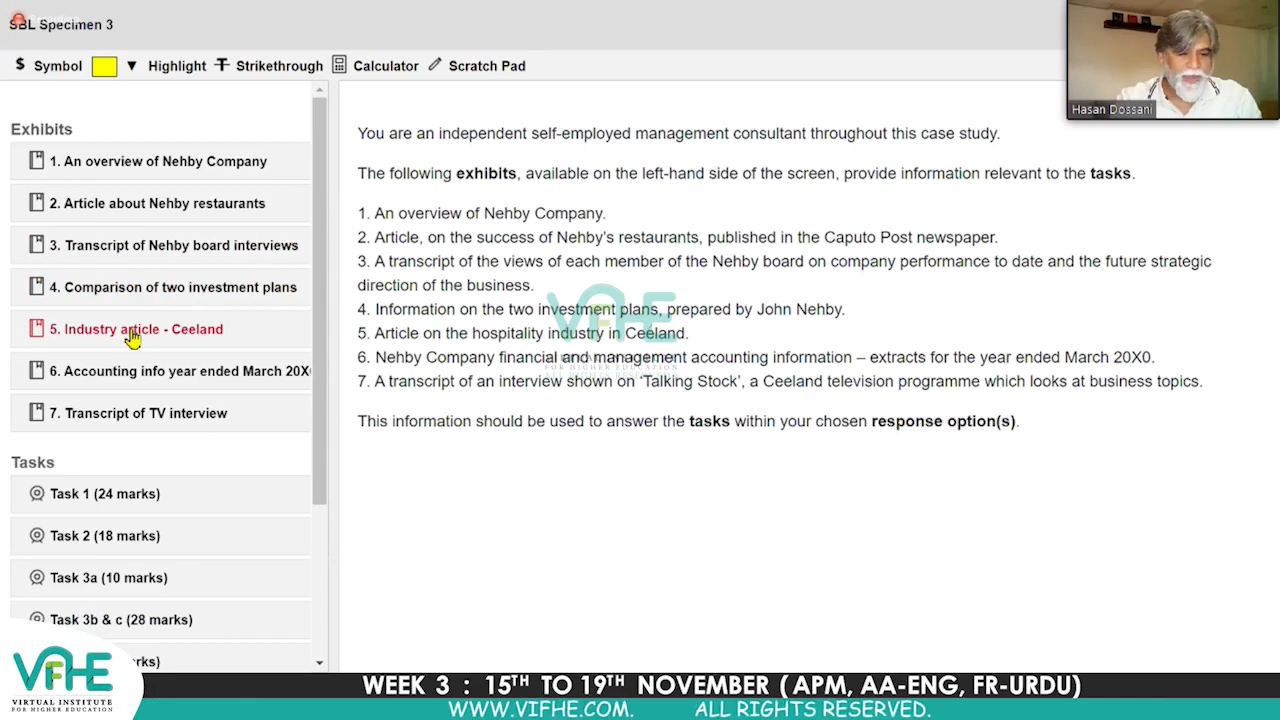 SBL Specimen 3
$ Symbol Highlight Strikethrough Calculator Scratch Pad
Hasan Dossani
Exhibits
1. An overview of Nehby Company
2. Article about Nehby restaurants
3. Transcript of Nehby board interviews
4. Comparison of two investment plans
5. Industry article - Ceeland
6. Accounting info year ended March 20X
7. Transcript of TV interview
Tasks
Task 1 (24 marks)
Task 2 (18 marks)
Task 3a (10 marks)
Task 3b & c (28 marks)
rks)
You are an independent self-employed management consultant throughout this case study.
The following exhibits, available on the left-hand side of the screen, provide information relevant to the tasks.
1. An overview of Nehby Company.
2. Article, on the success of Nehby's restaurants, published in the Caputo Post newspaper.
3. A transcript of the views of each member of the Nehby board on company performance to date and the future strategic
direction of the business.
4. Information on the two investment plans, prepared by John Nehby.
5. Article on the hospitality industry in Ceeland.
6. Nehby Company financial and management accounting information – extracts for the year ended March 20X0.
7. A transcript of an interview shown on 'Talking Stock', a Ceeland television programme which looks at business topics.
This information should be used to answer the tasks within your chosen response option(s).
VIFHE
VIFHE
VIRTUAL INSTITUTE
FOR HIGHER EDUCATION
WEEK 3 : 15TH TO 19TH NOVEMBER (APM, AA-ENG, FR-URDU)
WWW.VIFHE.COM. ALL RIGHTS RESERVED.